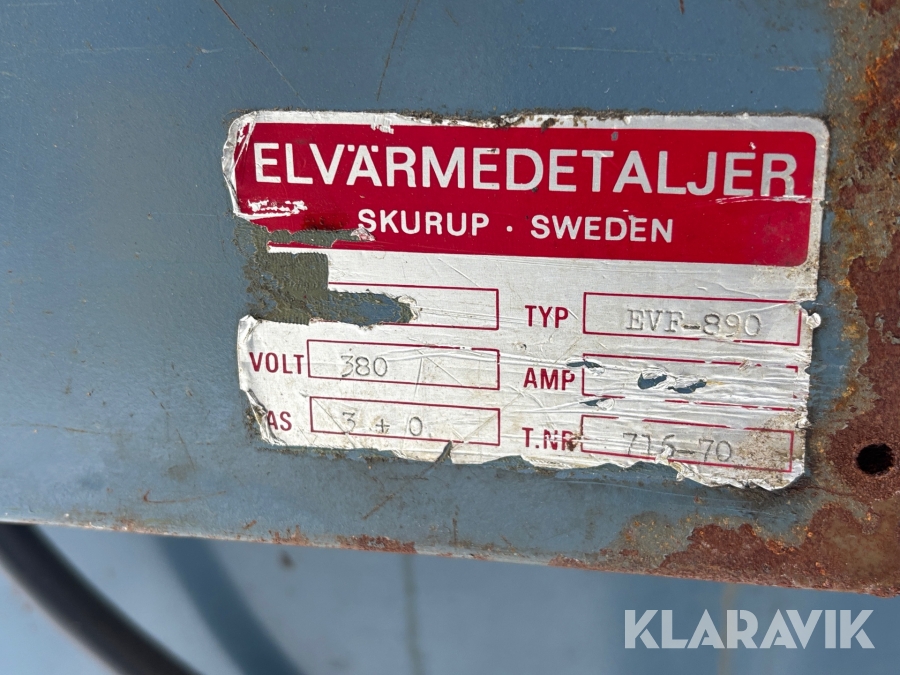 ELVÄRMEDETALJER
SKURUP · SWEDEN
TYP EVF-890
VOLT 380 AMP
AS 3 + 0 T.NR 716-70
KLARAVIK